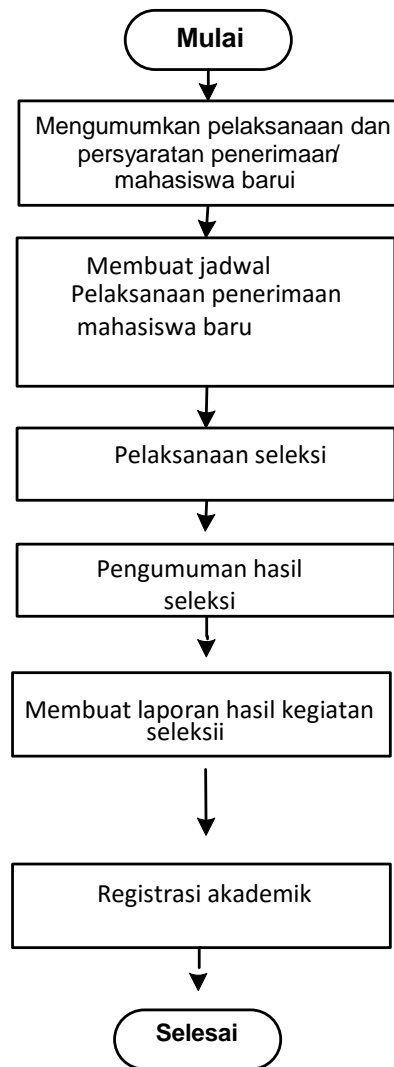 Mulai
Mengumumkan pelaksanaan dan
persyaratan penerimaan/
mahasiswa barui
Membuat jadwal
Pelaksanaan penerimaan
mahasiswa baru
Pelaksanaan seleksi
Pengumuman hasil
seleksi
Membuat laporan hasil kegiatan
seleksii
Registrasi akademik
Selesai